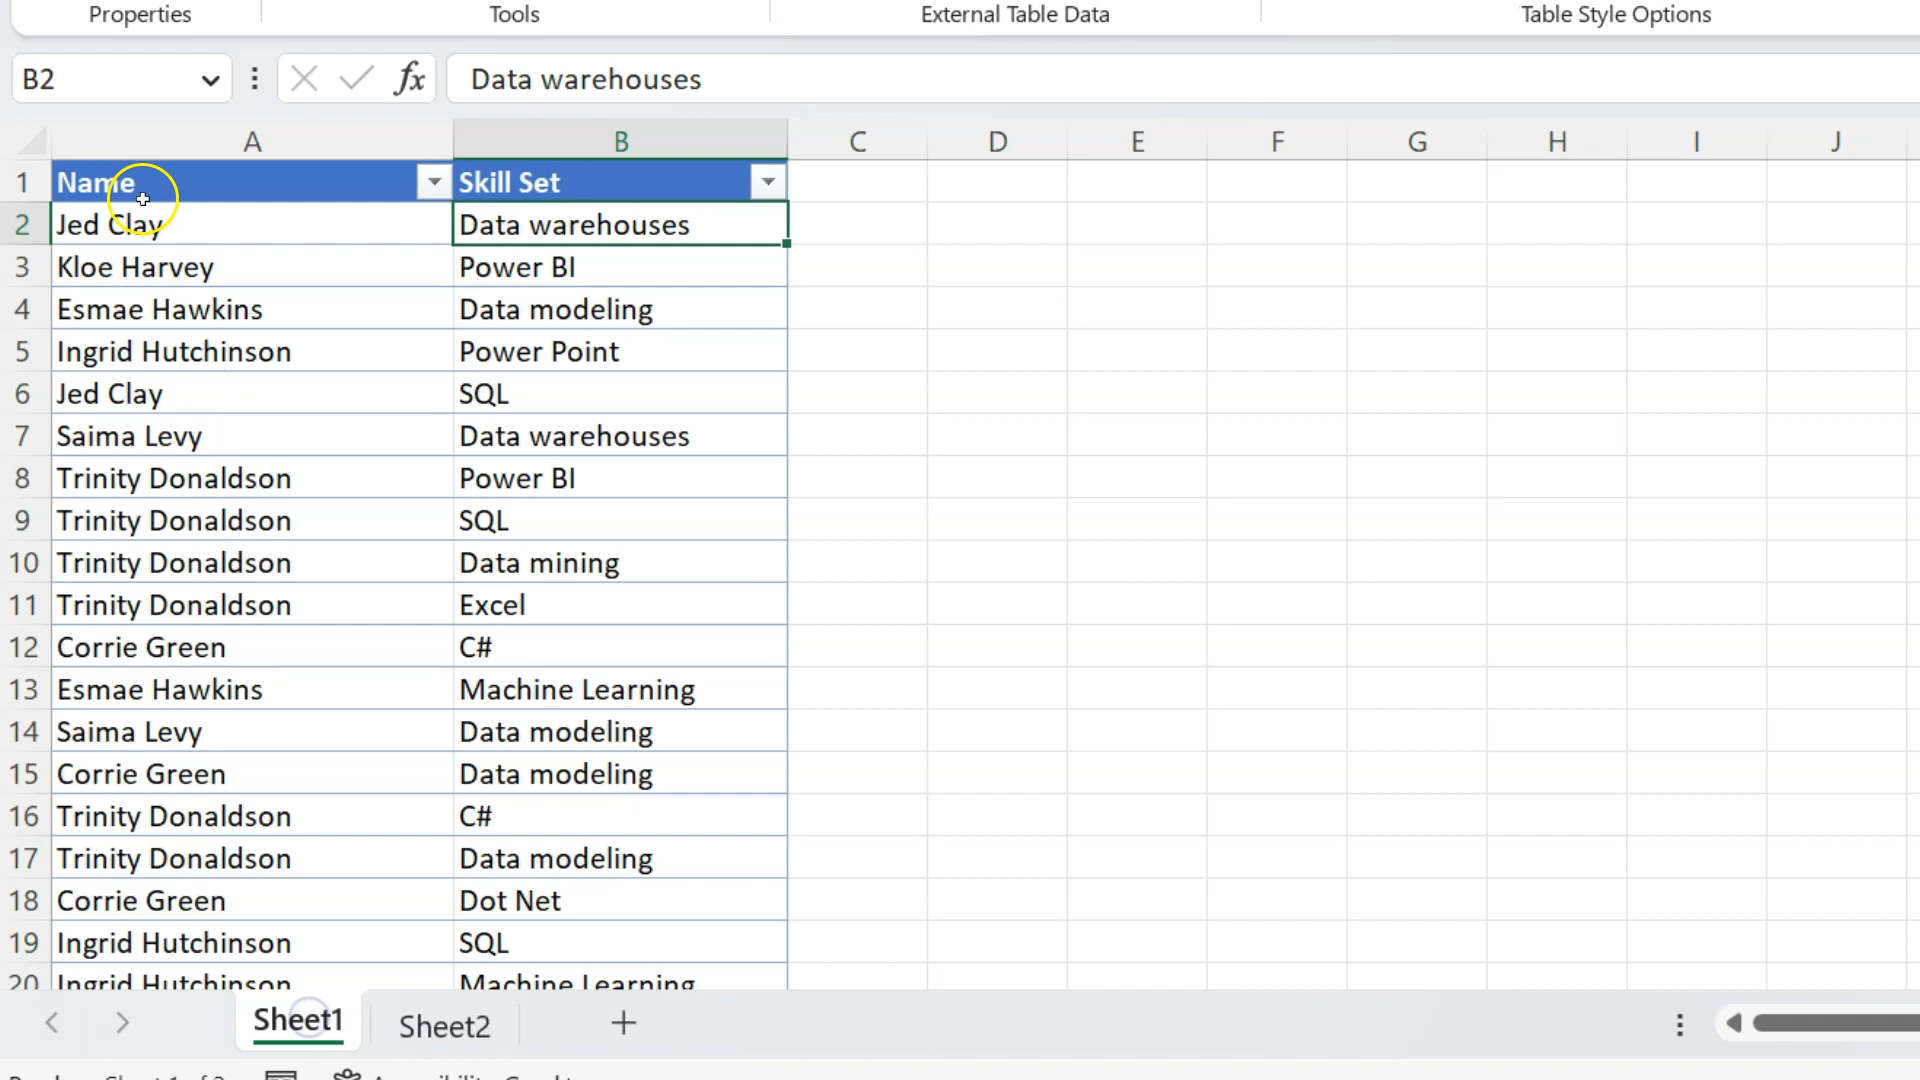 Properties Tools External Table Data Table Style Options
B2 fx Data warehouses
A B C D E F G H I J
1 Name Skill Set
2 Jed Clay Data warehouses
3 Kloe Harvey Power BI
4 Esmae Hawkins Data modeling
5 Ingrid Hutchinson Power Point
6 Jed Clay SQL
7 Saima Levy Data warehouses
8 Trinity Donaldson Power BI
9 Trinity Donaldson SQL
10 Trinity Donaldson Data mining
11 Trinity Donaldson Excel
12 Corrie Green C#
13 Esmae Hawkins Machine Learning
14 Saima Levy Data modeling
15 Corrie Green Data modeling
16 Trinity Donaldson C#
17 Trinity Donaldson Data modeling
18 Corrie Green Dot Net
19 Ingrid Hutchinson SQL
20 Ingrid Hutchinson Machine Learning
Sheet1 Sheet2